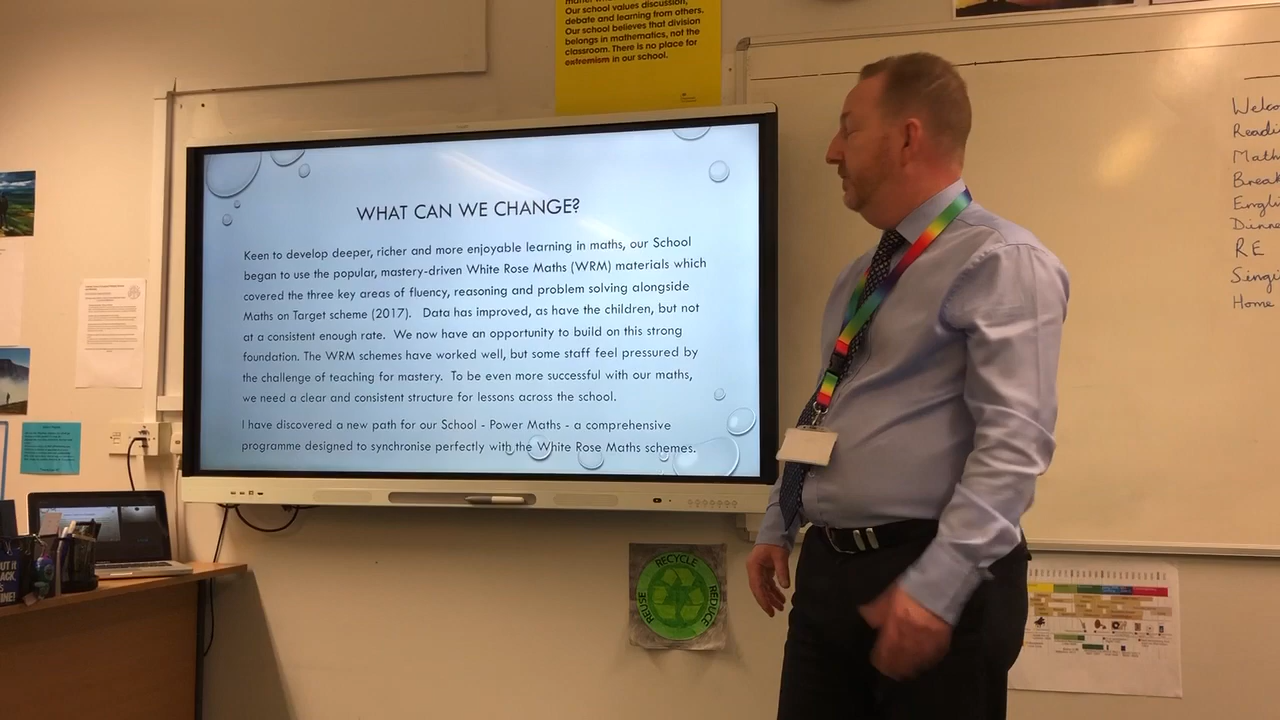 Our school values discussion,
debate and learning from others.
Our school believes that division
belongs in mathematics, not the
classroom. There is no place for
extremism in our school.
WHAT CAN WE CHANGE?
Keen to develop deeper, richer and more enjoyable learning in maths, our School
began to use the popular, mastery-driven White Rose Maths (WRM) materials which
covered the three key areas of fluency, reasoning and problem solving alongside
Maths on Target scheme (2017). Data has improved, as have the children, but not
at a consistent enough rate. We now have an opportunity to build on this strong
foundation. The WRM schemes have worked well, but some staff feel pressured by
the challenge of teaching for mastery. To be even more successful with our maths,
we need a clear and consistent structure for lessons across the school.
I have discovered a new path for our School - Power Maths - a comprehensive
programme designed to synchronise perfectly with the White Rose Maths schemes.
Welco
Readi
Math
Break
Engli
Dinne
R E
Singi
Home
RECYCLE
REDUCE
REUSE